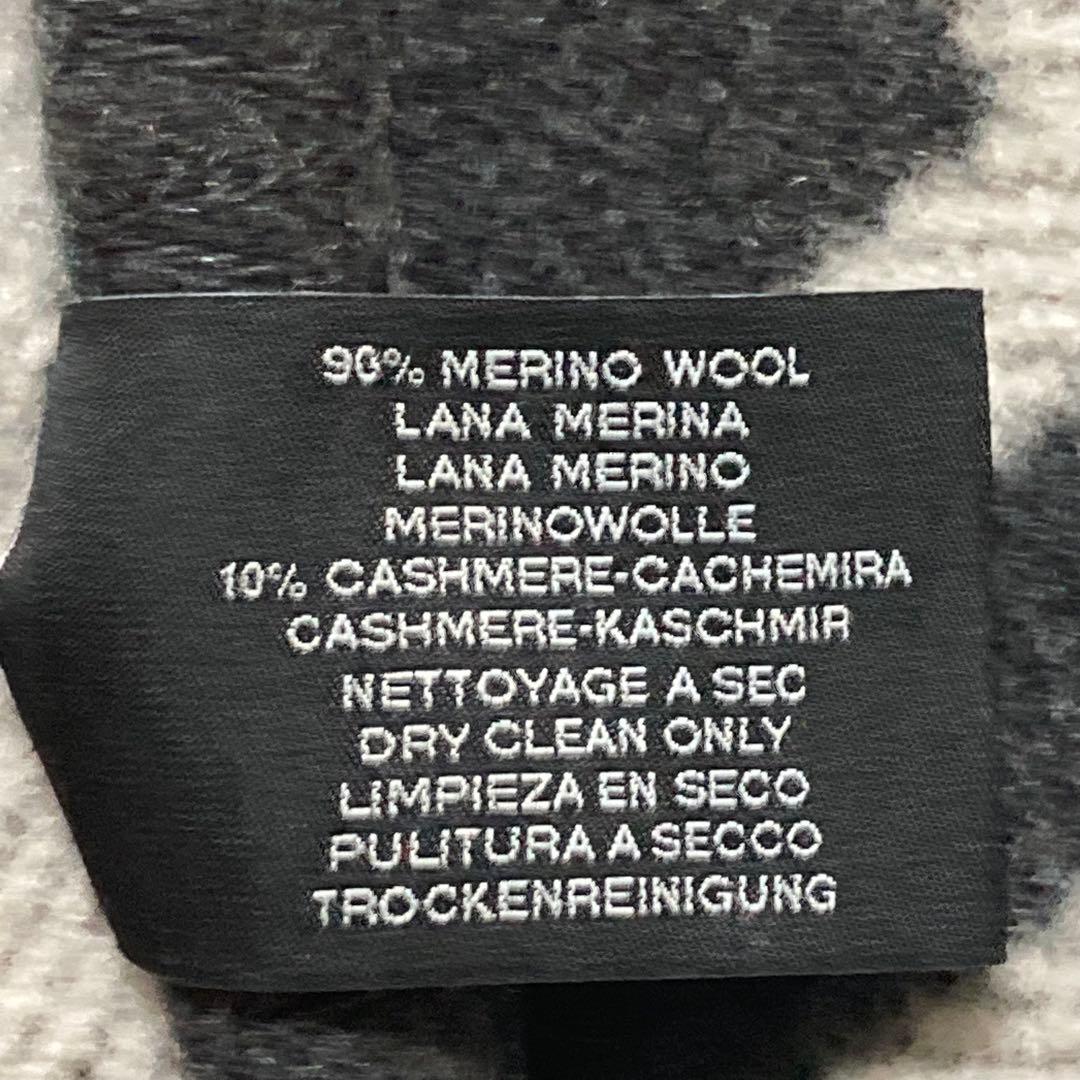 90% MERINO WOOL
LANA MERINA
LANA MERINO
MERINOWOLLE
10% CASHMERE-CACHEMIRA
CASHMERE-KASCHMIR
NETTOYAGE A SEC
DRY CLEAN ONLY
LIMPIEZA EN SECO
PULITURA A SECCO
TROCKENREINIGUNG